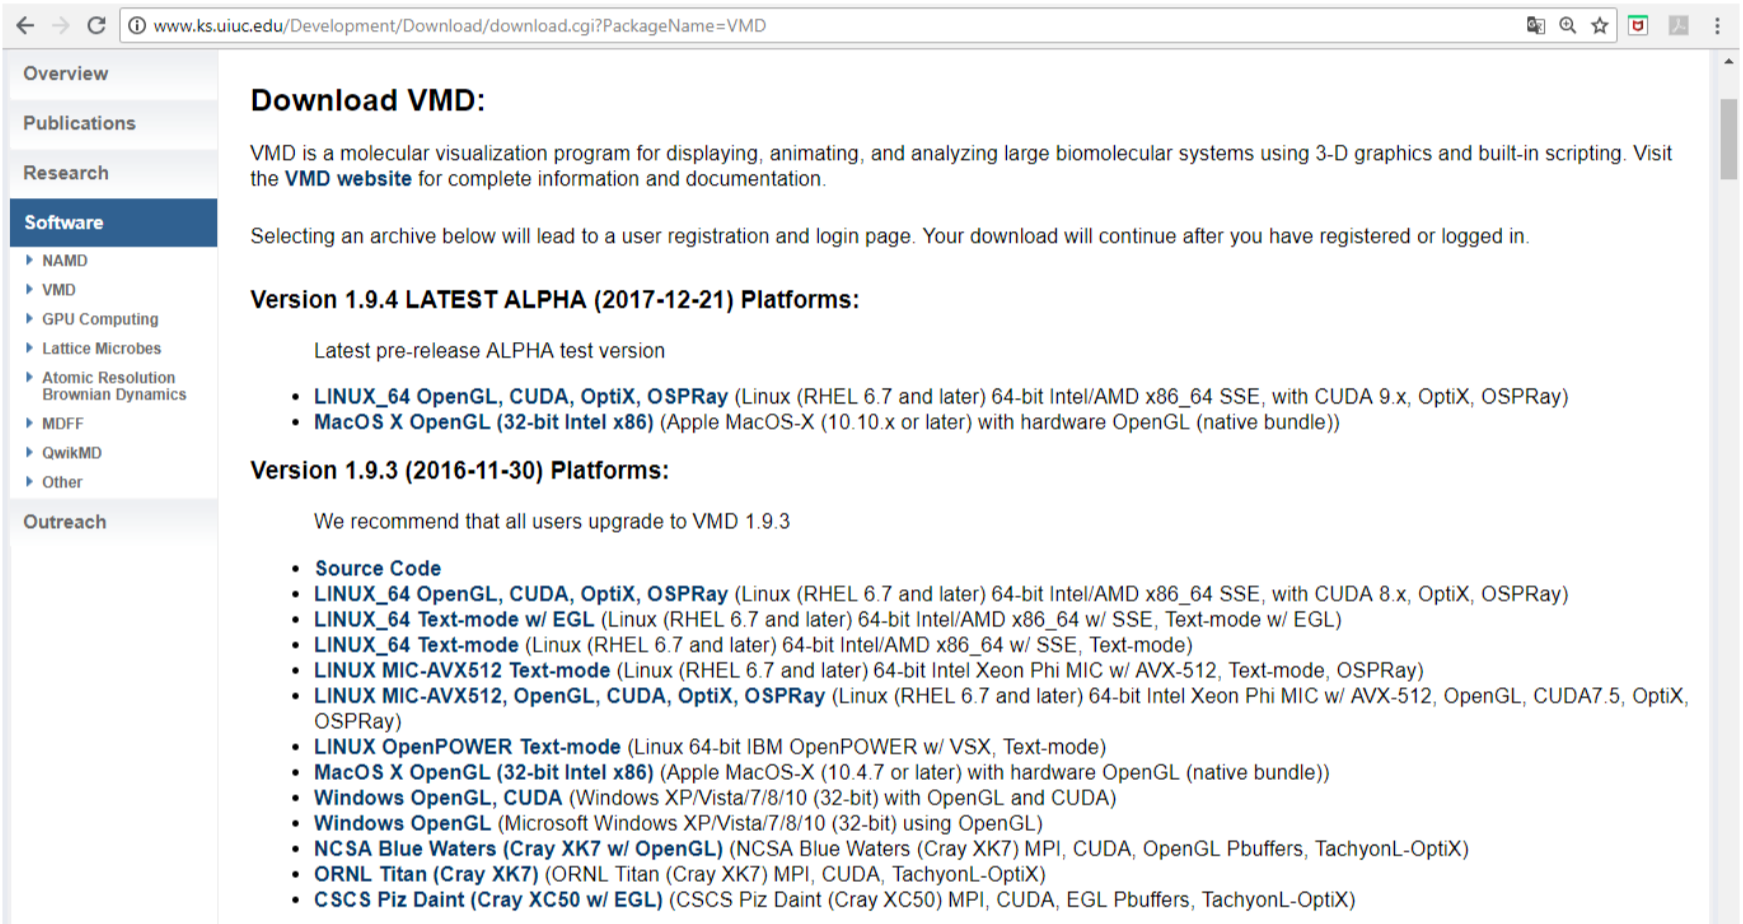 www.ks.uiuc.edu/Development/Download/download.cgi?PackageName=VMD
Overview
Publications
Research
Software
NAMD
VMD
GPU Computing
Lattice Microbes
Atomic Resolution
Brownian Dynamics
MDFF
QwikMD
Other
Outreach
Download VMD:
VMD is a molecular visualization program for displaying, animating, and analyzing large biomolecular systems using 3-D graphics and built-in scripting. Visit
the VMD website for complete information and documentation.
Selecting an archive below will lead to a user registration and login page. Your download will continue after you have registered or logged in.
Version 1.9.4 LATEST ALPHA (2017-12-21) Platforms:
Latest pre-release ALPHA test version
• LINUX_64 OpenGL, CUDA, OptiX, OSPRay (Linux (RHEL 6.7 and later) 64-bit Intel/AMD x86_64 SSE, with CUDA 9.x, OptiX, OSPRay)
• MacOS X OpenGL (32-bit Intel x86) (Apple MacOS-X (10.10.x or later) with hardware OpenGL (native bundle))
Version 1.9.3 (2016-11-30) Platforms:
We recommend that all users upgrade to VMD 1.9.3
• Source Code
• LINUX_64 OpenGL, CUDA, OptiX, OSPRay (Linux (RHEL 6.7 and later) 64-bit Intel/AMD x86_64 SSE, with CUDA 8.x, OptiX, OSPRay)
• LINUX_64 Text-mode w/ EGL (Linux (RHEL 6.7 and later) 64-bit Intel/AMD x86_64 w/ SSE, Text-mode w/ EGL)
• LINUX_64 Text-mode (Linux (RHEL 6.7 and later) 64-bit Intel/AMD x86_64 w/ SSE, Text-mode)
• LINUX MIC-AVX512 Text-mode (Linux (RHEL 6.7 and later) 64-bit Intel Xeon Phi MIC w/ AVX-512, Text-mode, OSPRay)
• LINUX MIC-AVX512, OpenGL, CUDA, OptiX, OSPRay (Linux (RHEL 6.7 and later) 64-bit Intel Xeon Phi MIC w/ AVX-512, OpenGL, CUDA7.5, OptiX,
OSPRay)
• LINUX OpenPOWER Text-mode (Linux 64-bit IBM OpenPOWER w/ VSX, Text-mode)
• MacOS X OpenGL (32-bit Intel x86) (Apple MacOS-X (10.4.7 or later) with hardware OpenGL (native bundle))
• Windows OpenGL, CUDA (Windows XP/Vista/7/8/10 (32-bit) with OpenGL and CUDA)
• Windows OpenGL (Microsoft Windows XP/Vista/7/8/10 (32-bit) using OpenGL)
• NCSA Blue Waters (Cray XK7 w/ OpenGL) (NCSA Blue Waters (Cray XK7) MPI, CUDA, OpenGL Pbuffers, TachyonL-OptiX)
• ORNL Titan (Cray XK7) (ORNL Titan (Cray XK7) MPI, CUDA, TachyonL-OptiX)
• CSCS Piz Daint (Cray XC50 w/ EGL) (CSCS Piz Daint (Cray XC50) MPI, CUDA, EGL Pbuffers, TachyonL-OptiX)